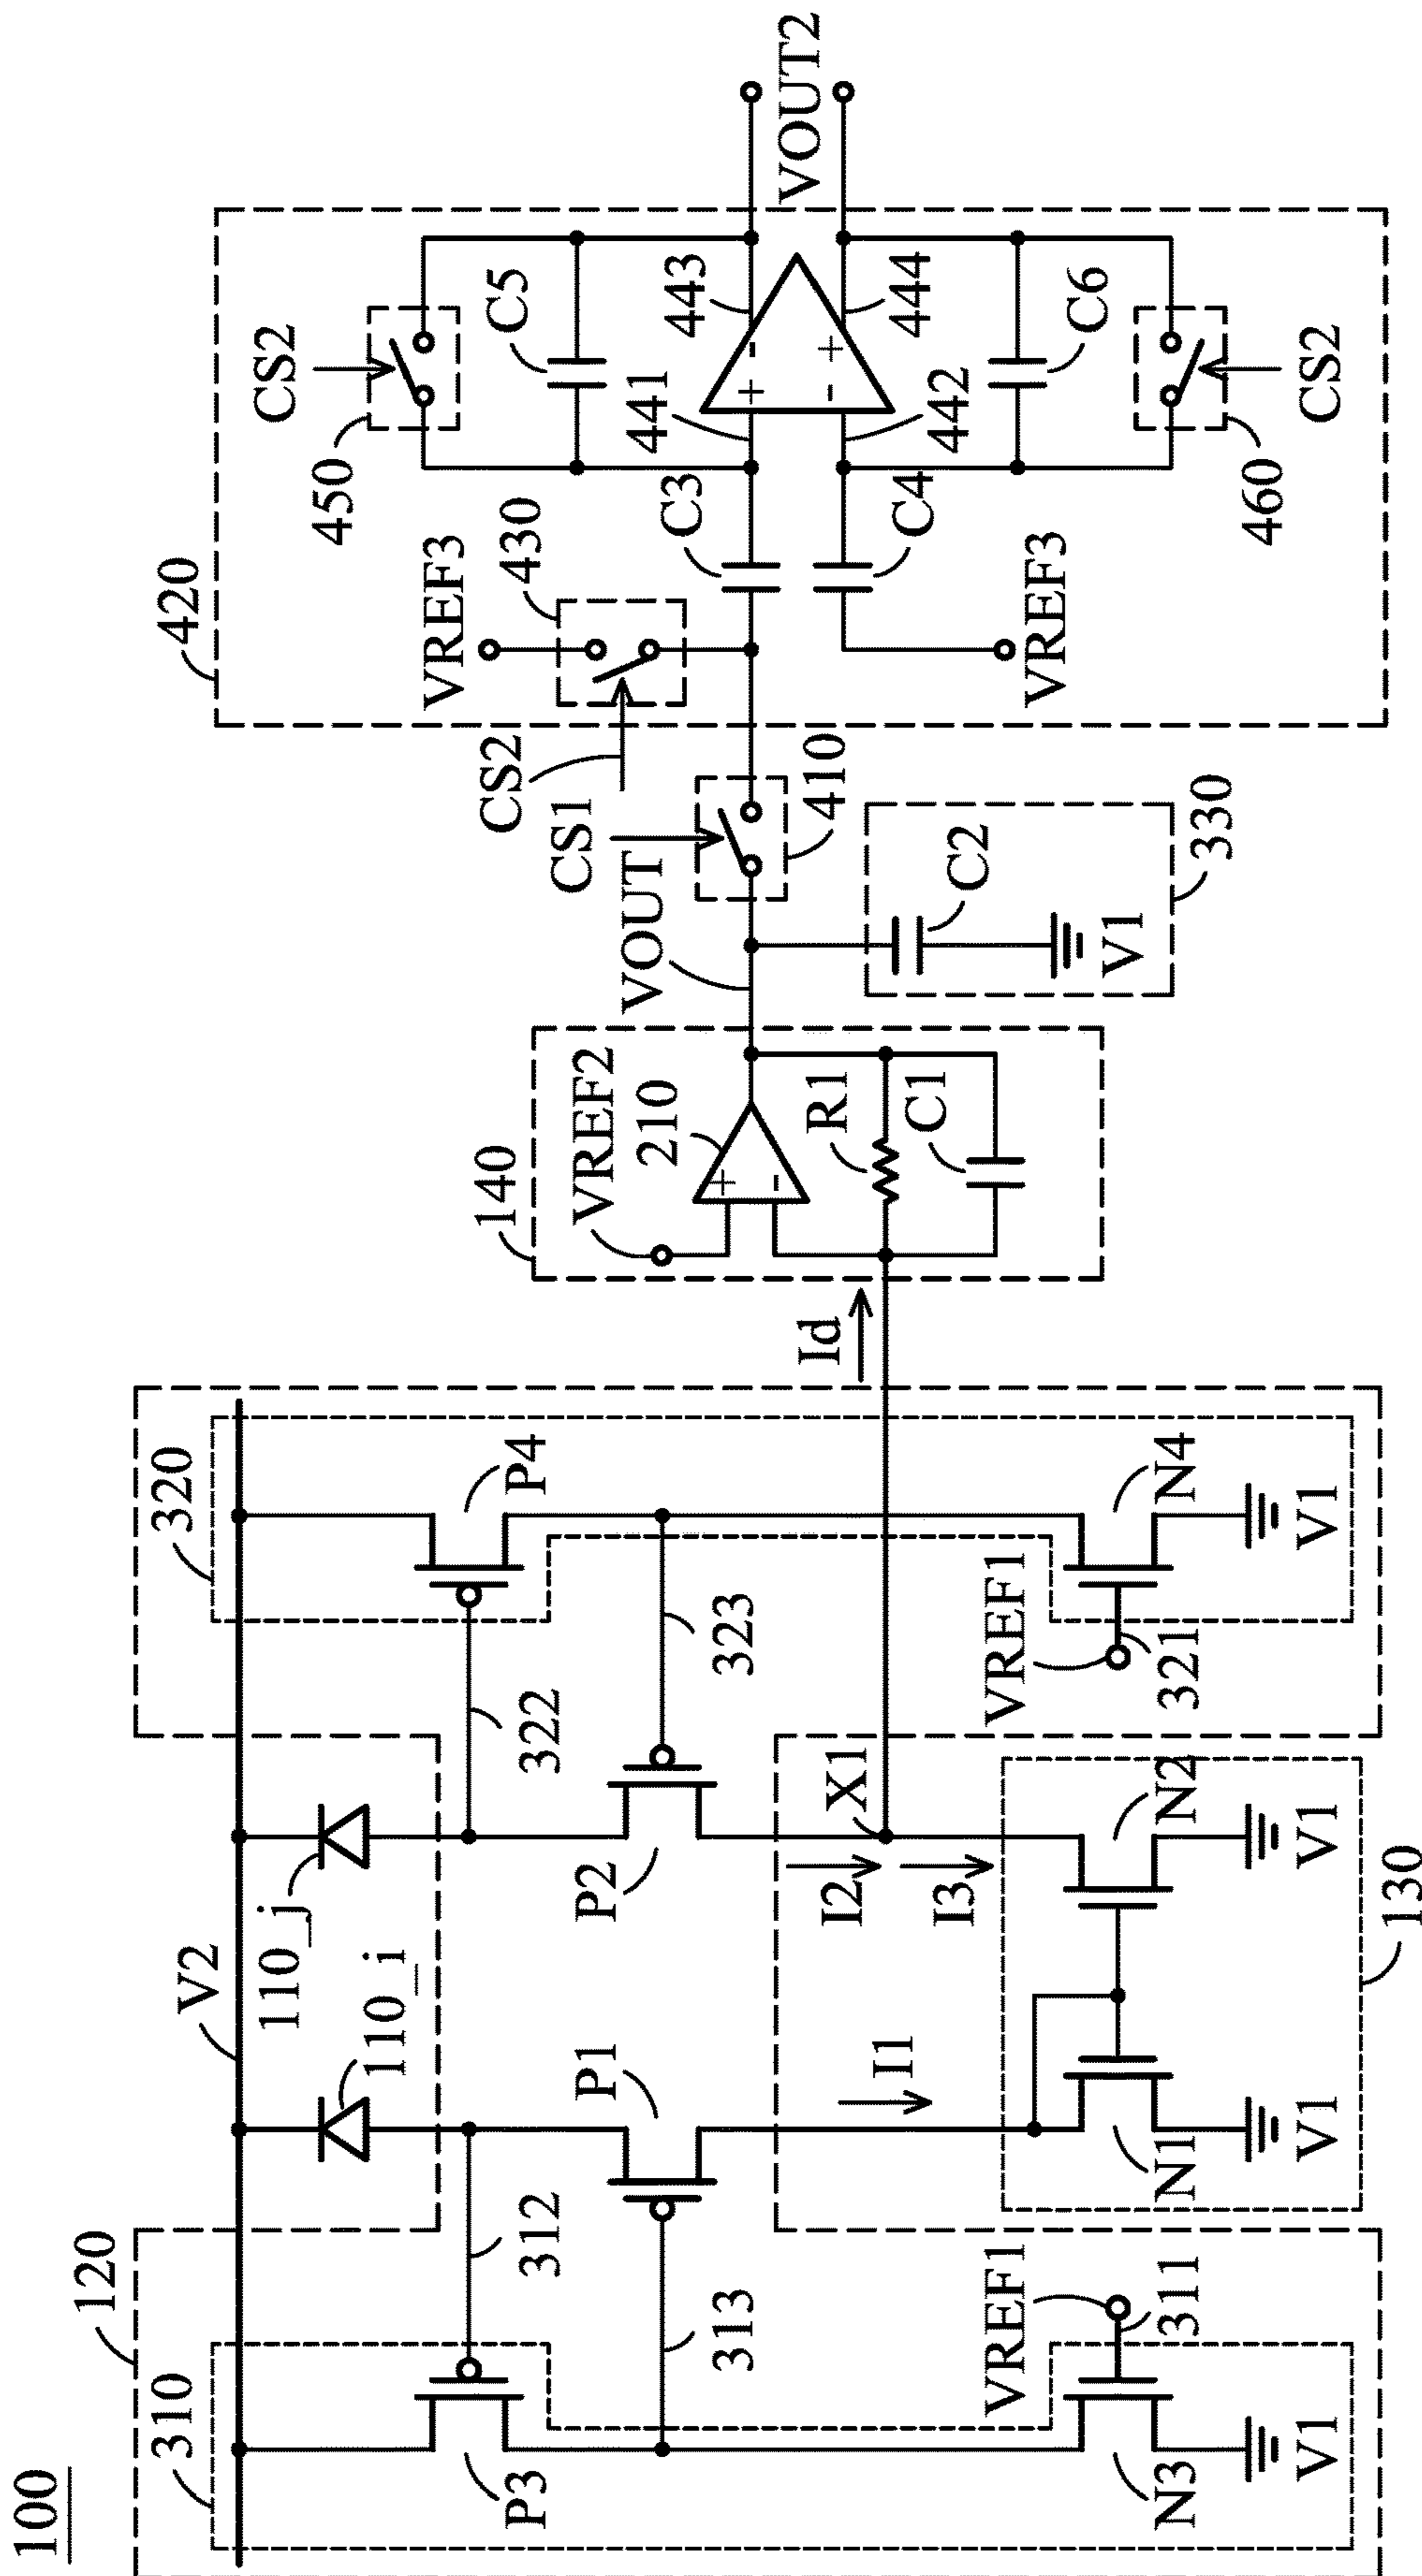 100
310
120
V2
110_j
110_i
320
P3
312
313
P1
P2
322
323
P4
I1
I2
I3
X1
VREF1
311
N3
V1
N1
V1
N2
V1
130
VREF1
321
N4
V1
Id
140
VREF2
210
+
-
R1
C1
VOUT
CS1
410
C2
V1
330
420
CS2
VREF3
430
450
CS2
C5
C3
441
443
+
-
-
+
C4
442
444
VREF3
C6
460
CS2
VOUT2